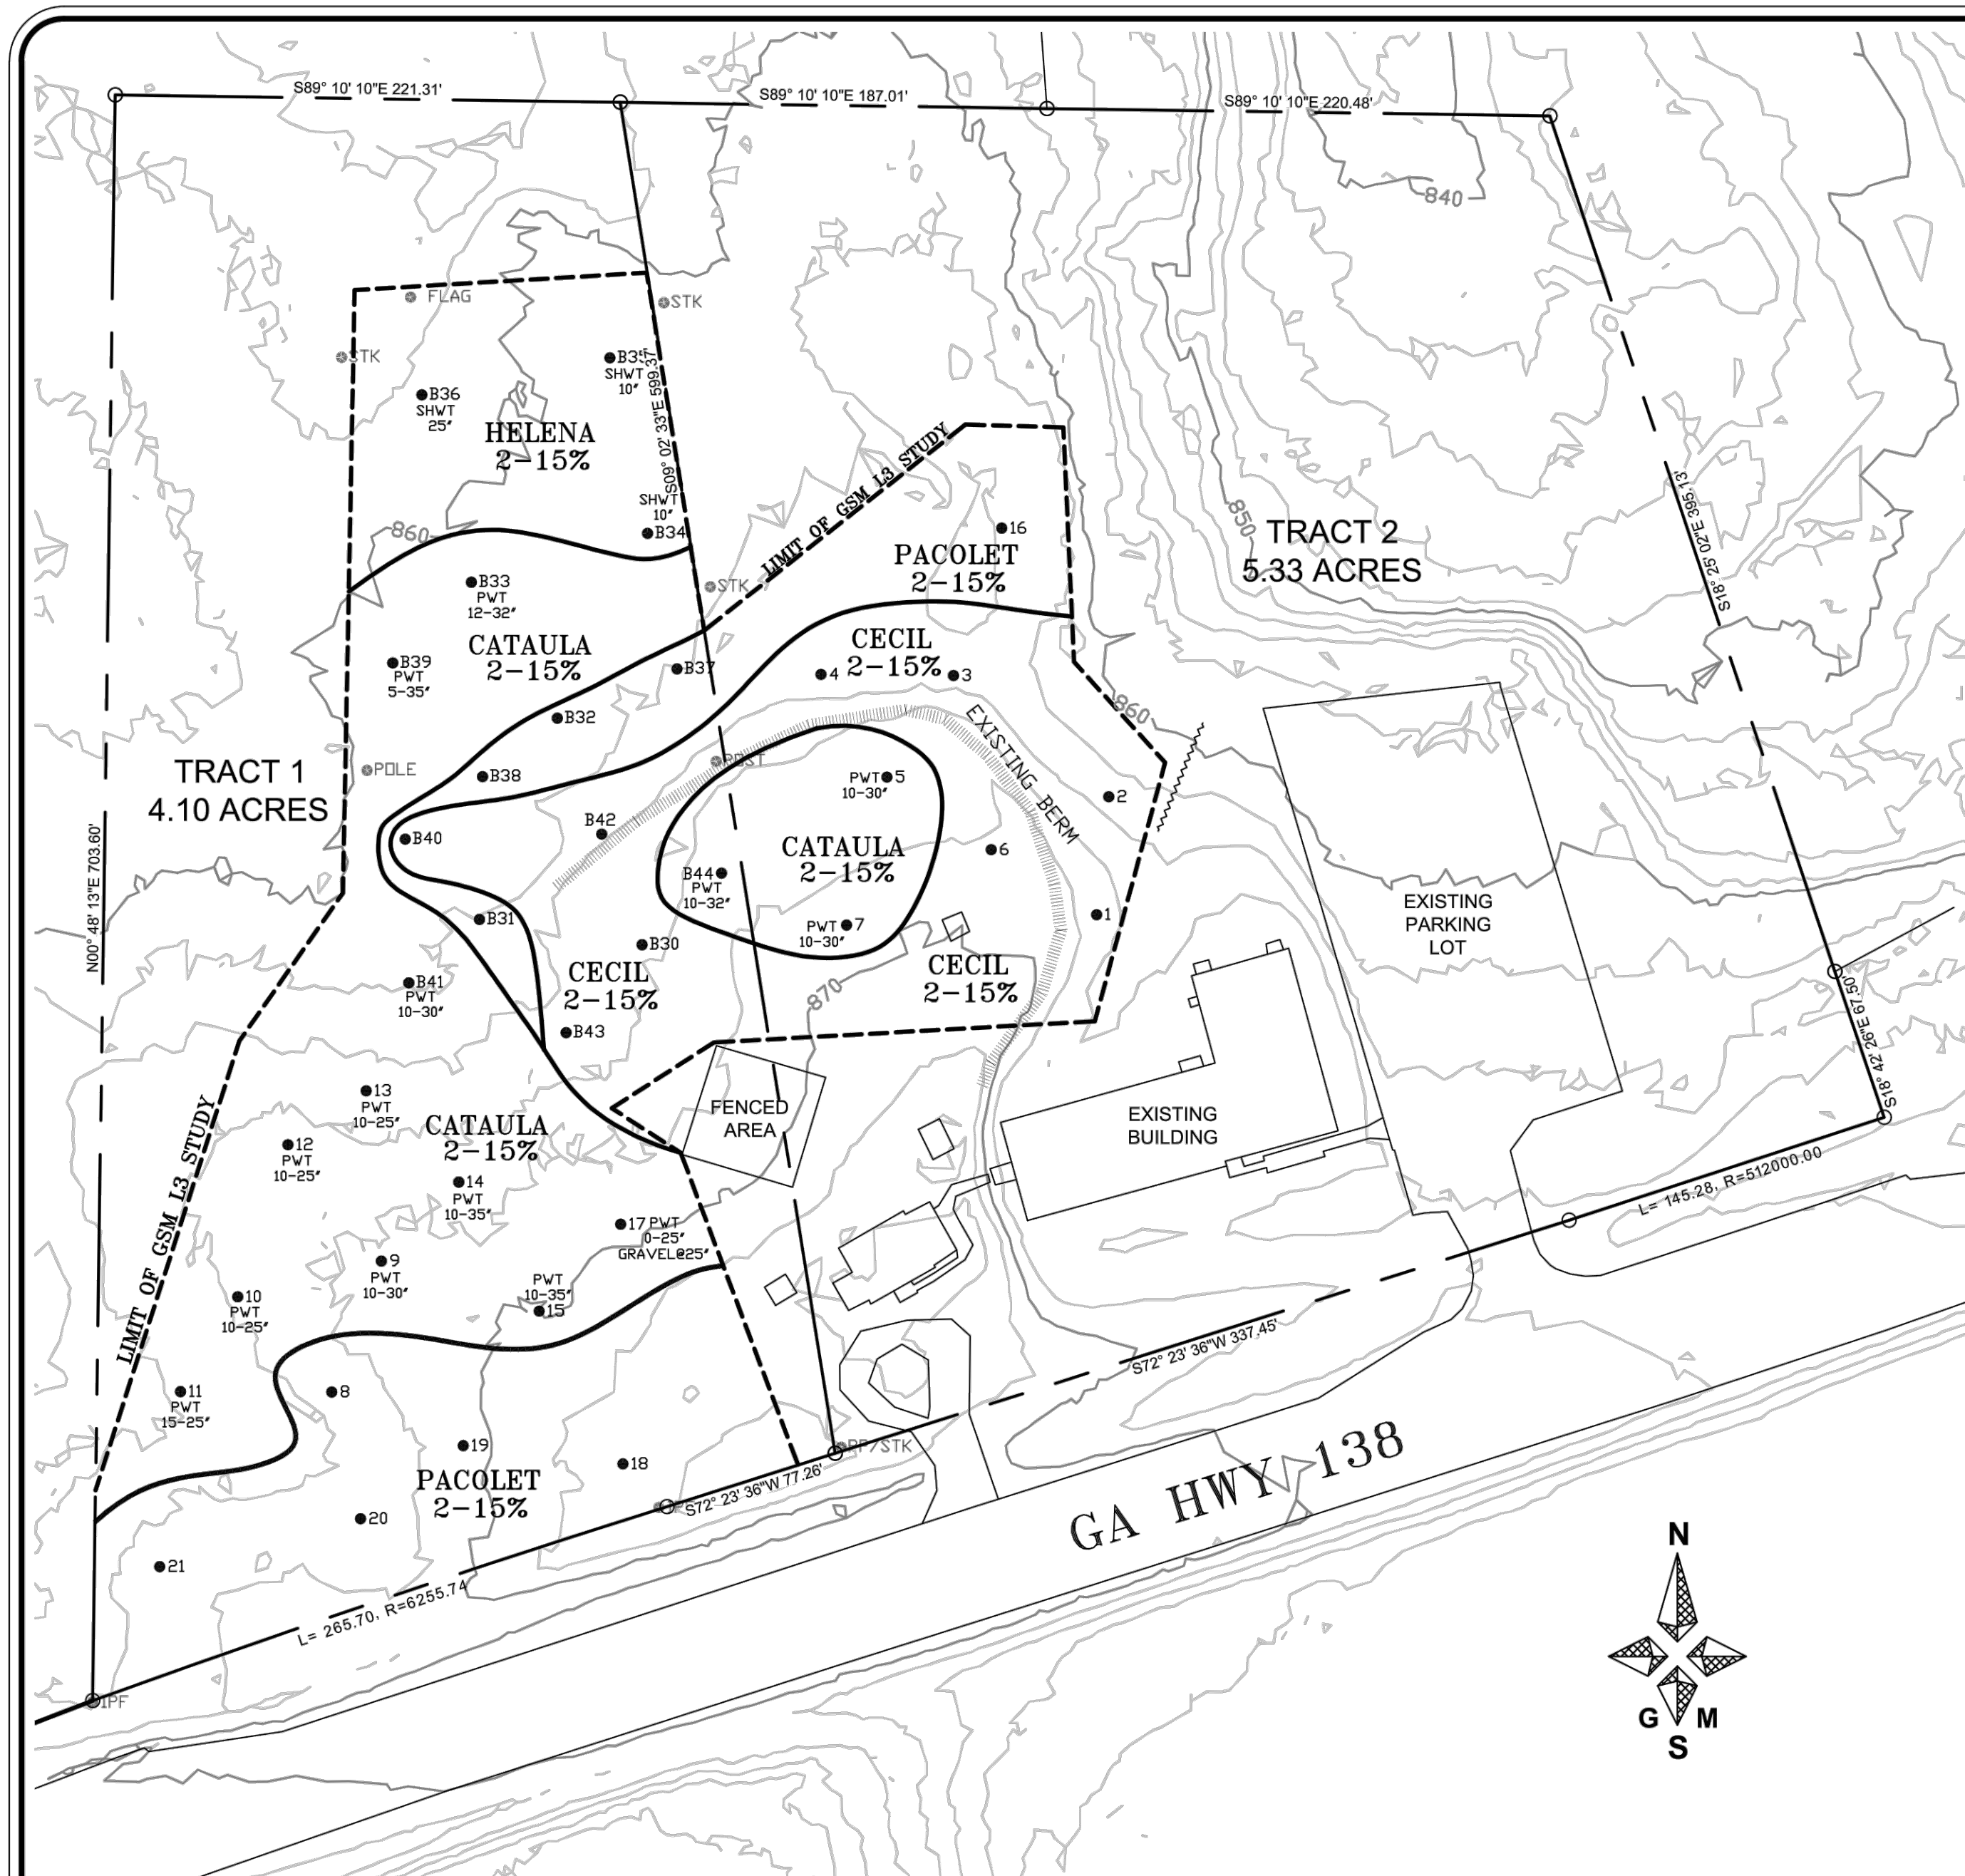 S89° 10' 10"E 221.31'
S89° 10' 10"E 187.01'
S89° 10' 10"E 220.48'
840
FLAG
STK
STK
B35
SHWT
10"
B36
SHWT
25"
HELENA
2-15%
S09° 02' 33"E 599.37'
LIMIT OF GSM L3 STUDY
S18° 25' 02"E 395.13'
SHWT
10"
B34
860
850
16
TRACT 2
5.33 ACRES
PACOLET
2-15%
B33
PWT
12-32"
STK
CATAULA
2-15%
B39
PWT
5-35"
B37
CECIL
2-15%
4
3
B32
860
EXISTING BERM
TRACT 1
4.10 ACRES
POLE
B38
POST
PWT 5
10-30"
2
B40
B42
CATAULA
2-15%
6
B44
PWT
10-32"
N00° 48' 13"E 703.60'
B31
PWT 7
10-30"
1
EXISTING
PARKING
LOT
B30
CECIL
2-15%
CECIL
2-15%
870
B41
PWT
10-30"
B43
S18° 42' 26"E 67.50'
13
PWT
10-25"
FENCED
AREA
EXISTING
BUILDING
CATAULA
2-15%
12
PWT
10-25"
LIMIT OF GSM L3 STUDY
14
PWT
10-35"
L= 145.28, R=512000.00
17 PWT
0-25"
GRAVEL@25"
9
PWT
10-30"
PWT
10-35"
15
10
PWT
10-25"
S72° 23' 36"W 337.45'
11
PWT
15-25"
8
19
18
PP/STK
PACOLET
2-15%
S72° 23' 36"W 77.26'
GA HWY 138
20
21
L= 265.70, R=6255.74
IPF
N
G M
S